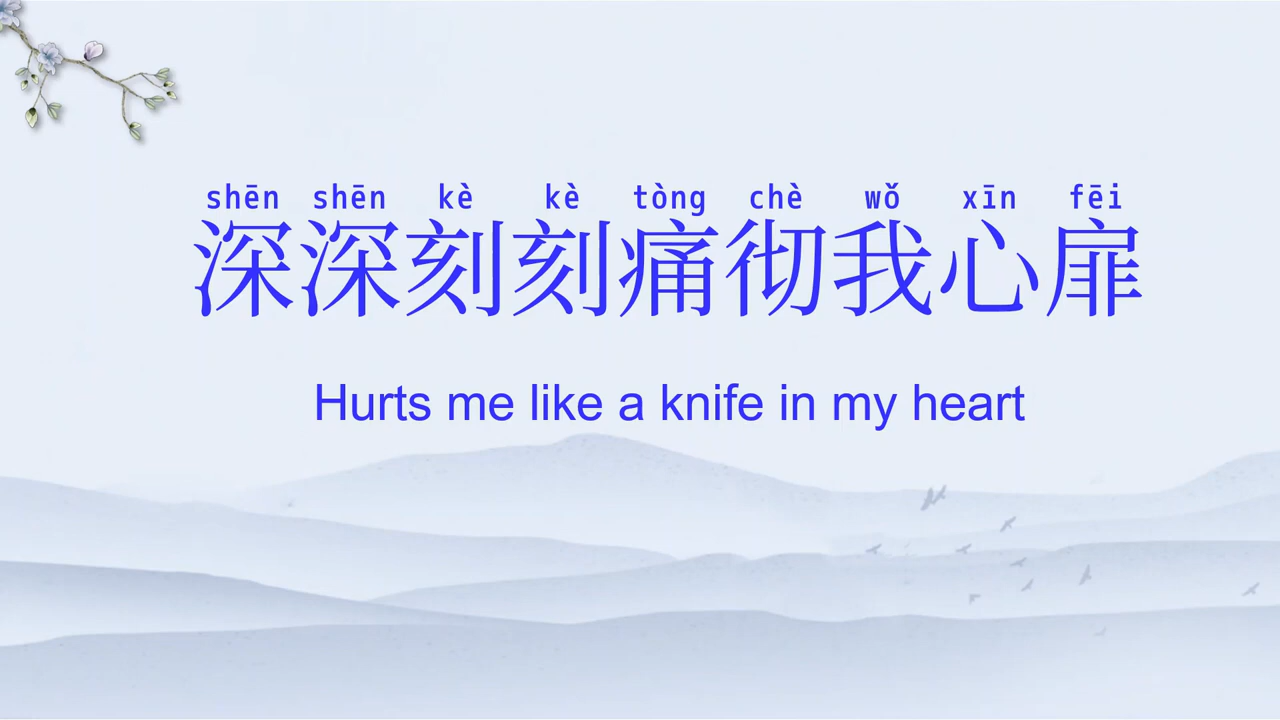 shēn shēn kè kè tòng chè wǒ xīn fēi
深深刻刻痛彻我心扉
Hurts me like a knife in my heart